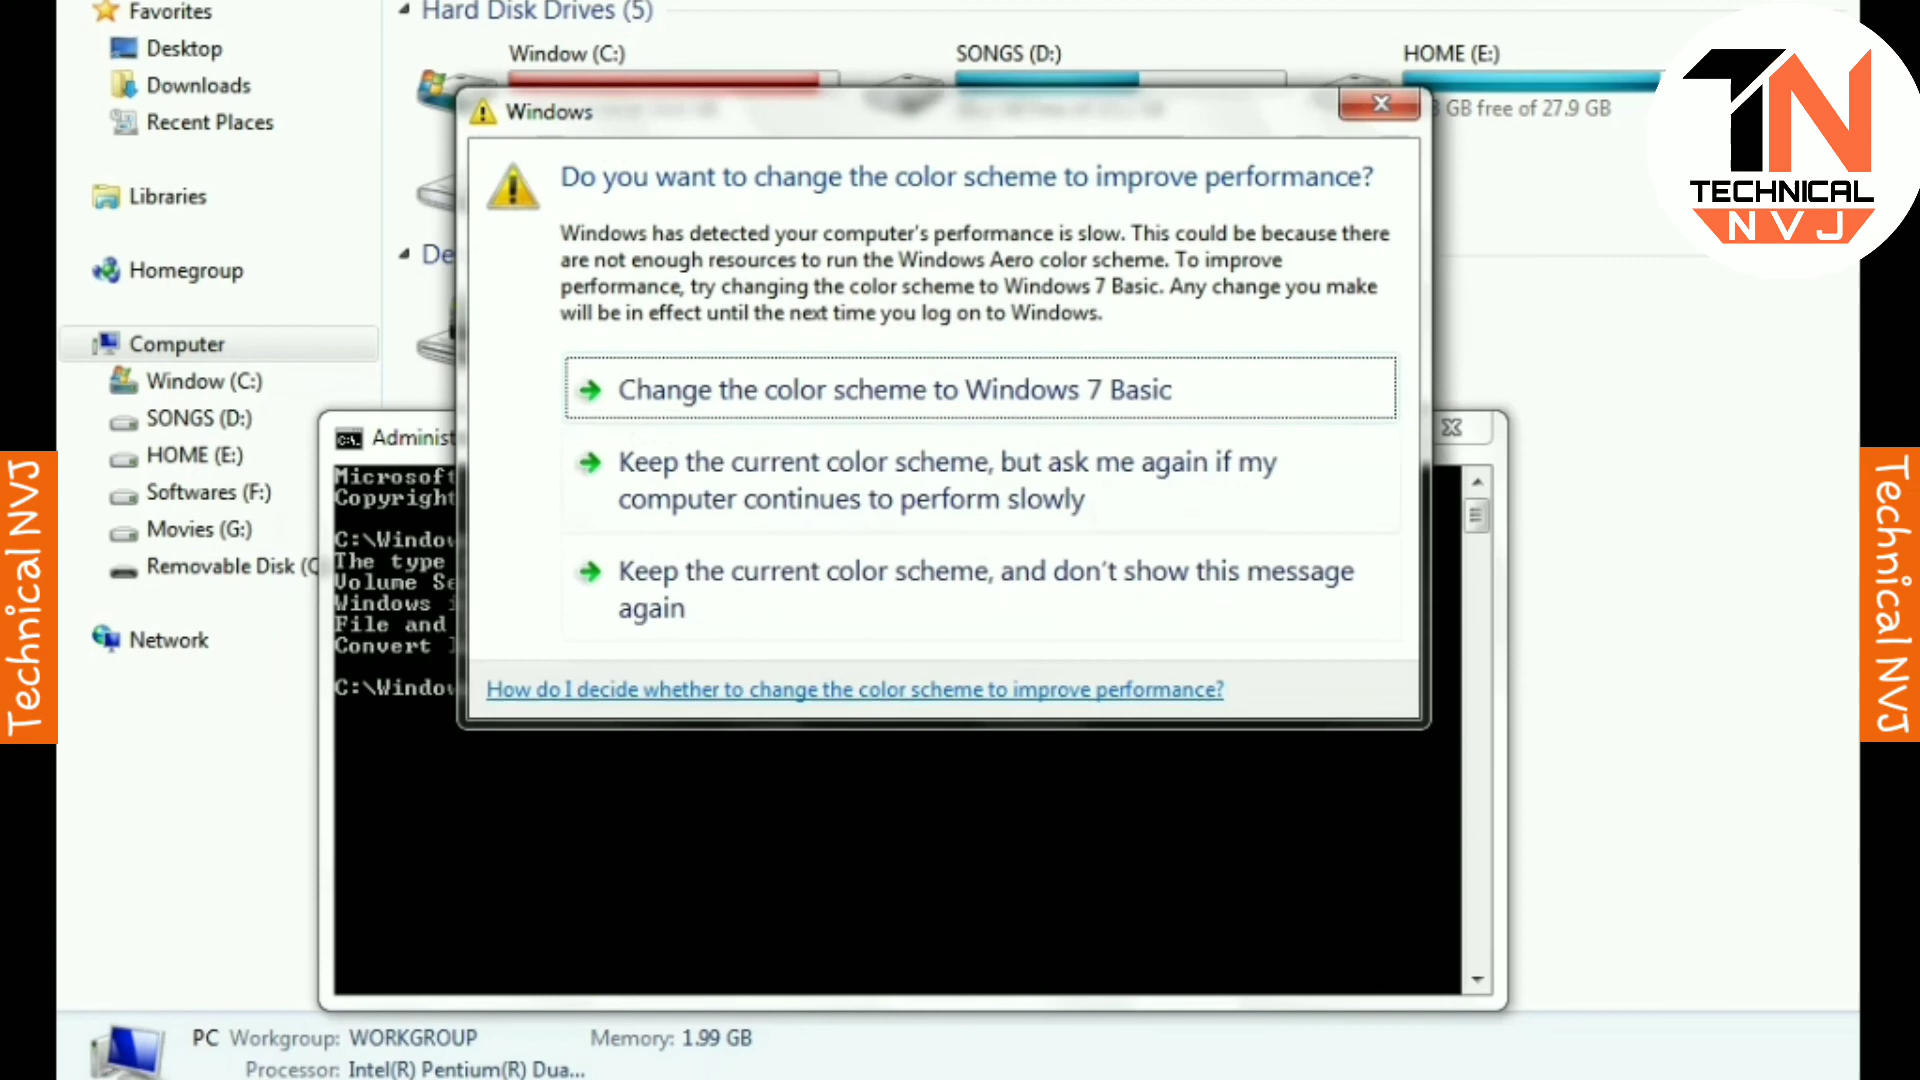 Favorites
Desktop
Downloads
Recent Places
Libraries
Homegroup
Computer
Window (C:)
SONGS (D:)
HOME (E:)
Softwares (F:)
Movies (G:)
Removable Disk (
Network
Hard Disk Drives (5)
Window (C:)
SONGS (D:)
HOME (E:)
GB free of 27.9 GB
De
Windows
Do you want to change the color scheme to improve performance?
Windows has detected your computer's performance is slow. This could be because there
are not enough resources to run the Windows Aero color scheme. To improve
performance, try changing the color scheme to Windows 7 Basic. Any change you make
will be in effect until the next time you log on to Windows.
Change the color scheme to Windows 7 Basic
Keep the current color scheme, but ask me again if my
computer continues to perform slowly
Keep the current color scheme, and don't show this message
again
How do I decide whether to change the color scheme to improve performance?
Administ
Microsoft
Copyright
C:\Window
The type
Volume Se
Windows
File and
Convert
C:\Window
PC Workgroup: WORKGROUP Memory: 1.99 GB
Processor: Intel(R) Pentium(R) Dua...
TN
TECHNICAL
NVJ
Technical NVJ
Technical NVJ